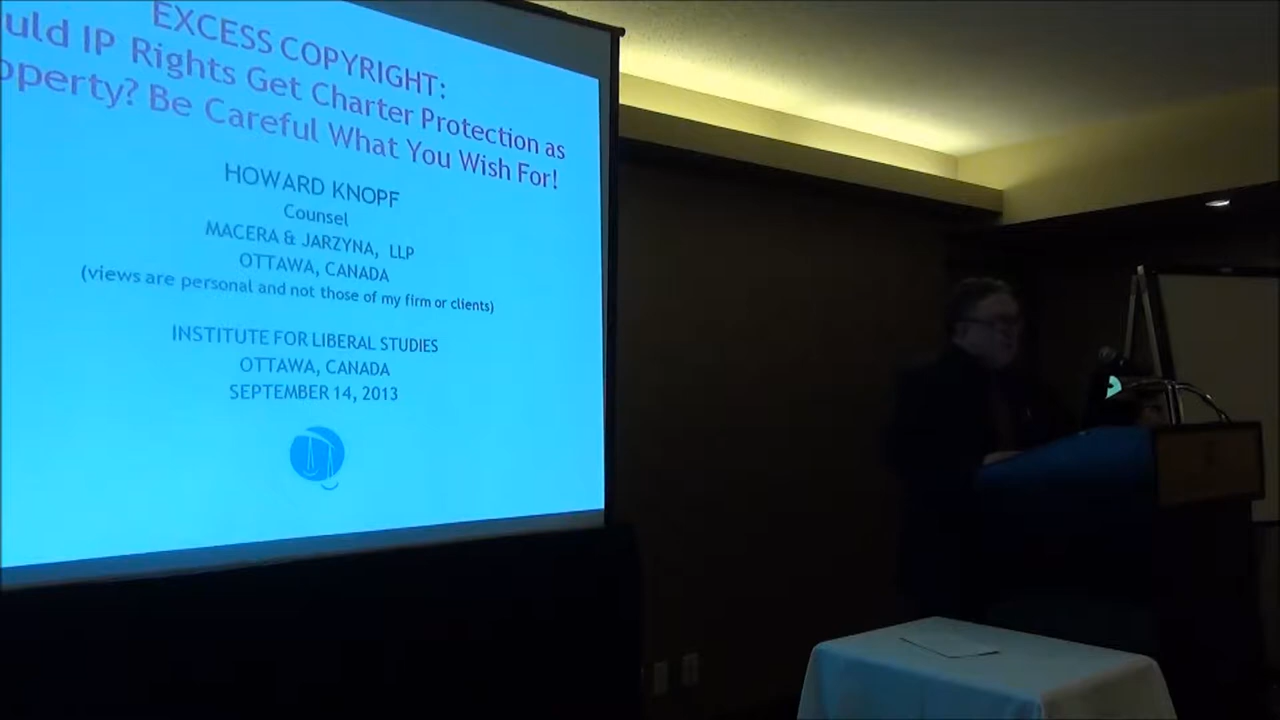 EXCESS COPYRIGHT:
uld IP Rights Get Charter Protection as
operty? Be Careful What You Wish For!
HOWARD KNOPF
Counsel
MACERA & JARZYNA, LLP
OTTAWA, CANADA
(views are personal and not those of my firm or clients)
INSTITUTE FOR LIBERAL STUDIES
OTTAWA, CANADA
SEPTEMBER 14, 2013